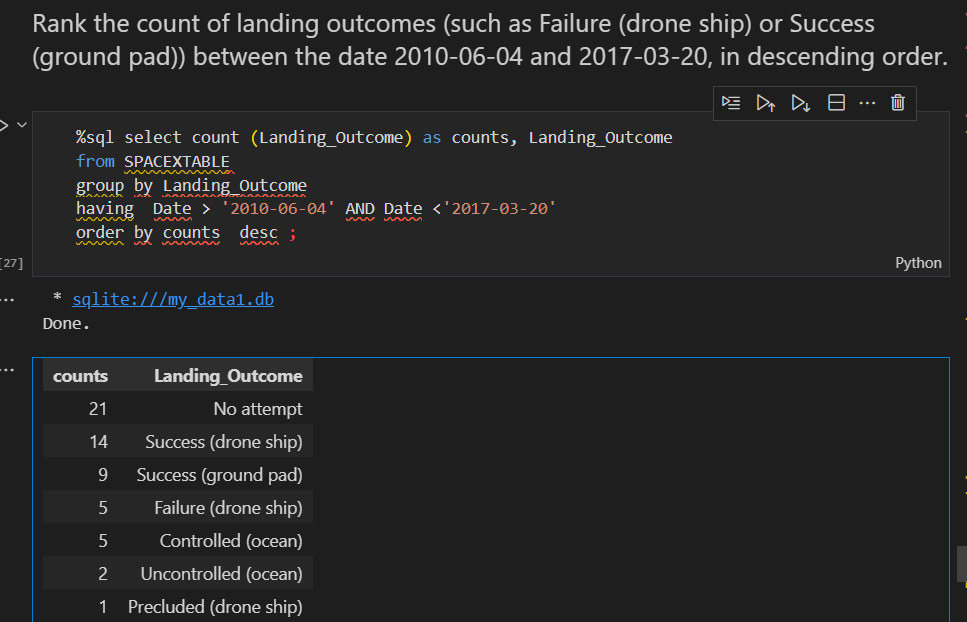 Rank the count of landing outcomes (such as Failure (drone ship) or Success
(ground pad)) between the date 2010-06-04 and 2017-03-20, in descending order.
%sql select count (Landing_Outcome) as counts, Landing_Outcome
from SPACEXTABLE
group by Landing_Outcome
having  Date > '2010-06-04' AND Date <'2017-03-20'
order by counts  desc ;
[27]
Python
* sqlite:///my_data1.db
Done.
counts Landing_Outcome
21 No attempt
14 Success (drone ship)
9 Success (ground pad)
5 Failure (drone ship)
5 Controlled (ocean)
2 Uncontrolled (ocean)
1 Precluded (drone ship)